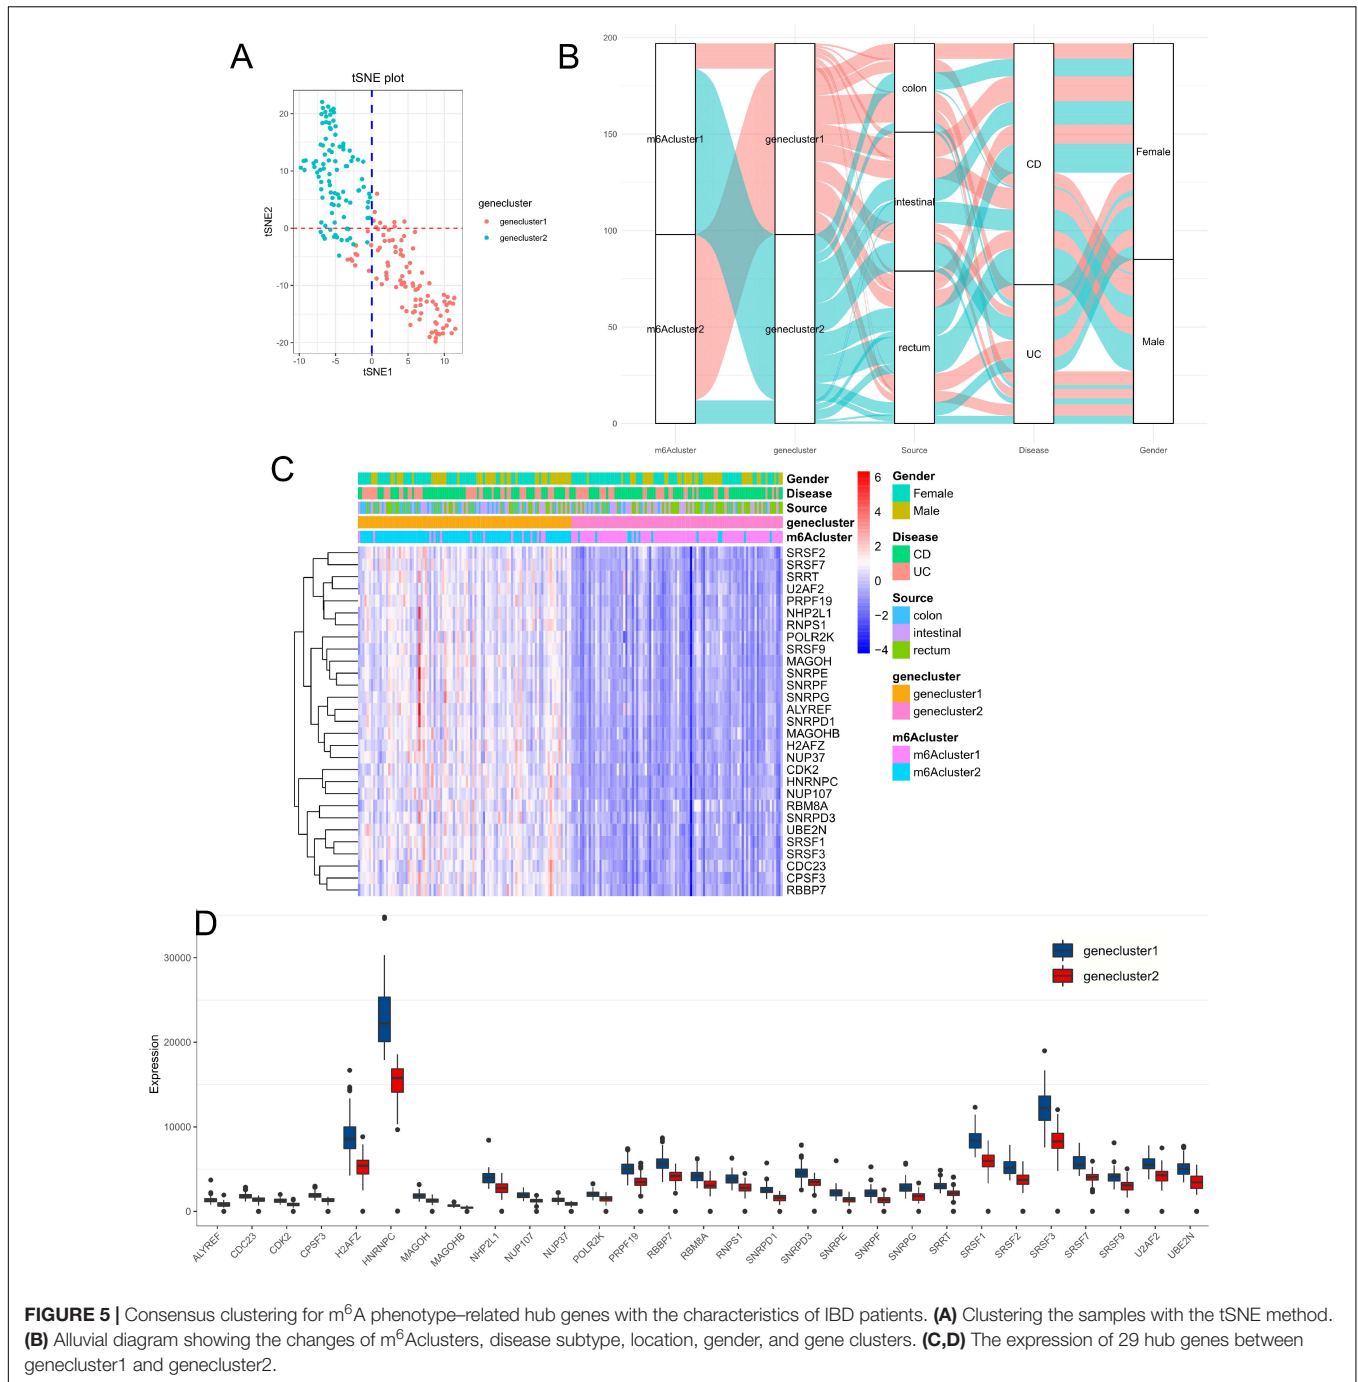 A
tSNE plot
tSNE2
20
10
0
-10
-20
-10
-5
0
5
10
tSNE1
genecluster
genecluster1
genecluster2
B
200
150
100
50
0
m6Acluster1
m6Acluster2
genecluster1
genecluster2
colon
intestinal
rectum
CD
UC
Female
Male
m6Acluster
genecluster
Source
Disease
Gender
C
Gender
Disease
Source
genecluster
m6Acluster
SRSF2
SRSF7
SRRT
U2AF2
PRPF19
NHP2L1
RNPS1
POLR2K
SRSF9
MAGOH
SNRPE
SNRPF
SNRPG
ALYREF
SNRPD1
MAGOHB
H2AFZ
NUP37
CDK2
HNRNPC
NUP107
RBM8A
SNRPD3
UBE2N
SRSF1
SRSF3
CDC23
CPSF3
RBBP7
6
4
2
0
−2
−4
Gender
Female
Male
Disease
CD
UC
Source
colon
intestinal
rectum
genecluster
genecluster1
genecluster2
m6Acluster
m6Acluster1
m6Acluster2
D
Expression
30000
20000
10000
0
genecluster1
genecluster2
ALYREF
CDC23
CDK2
CPSF3
H2AFZ
HNRNPC
MAGOH
MAGOHB
NHP2L1
NUP107
NUP37
POLR2K
PRPF19
RBBP7
RBM8A
RNPS1
SNRPD1
SNRPD3
SNRPE
SNRPF
SNRPG
SRRT
SRSF1
SRSF2
SRSF3
SRSF7
SRSF9
U2AF2
UBE2N
FIGURE 5 | Consensus clustering for m⁶A phenotype–related hub genes with the characteristics of IBD patients. (A) Clustering the samples with the tSNE method.
(B) Alluvial diagram showing the changes of m⁶Aclusters, disease subtype, location, gender, and gene clusters. (C,D) The expression of 29 hub genes between
genecluster1 and genecluster2.